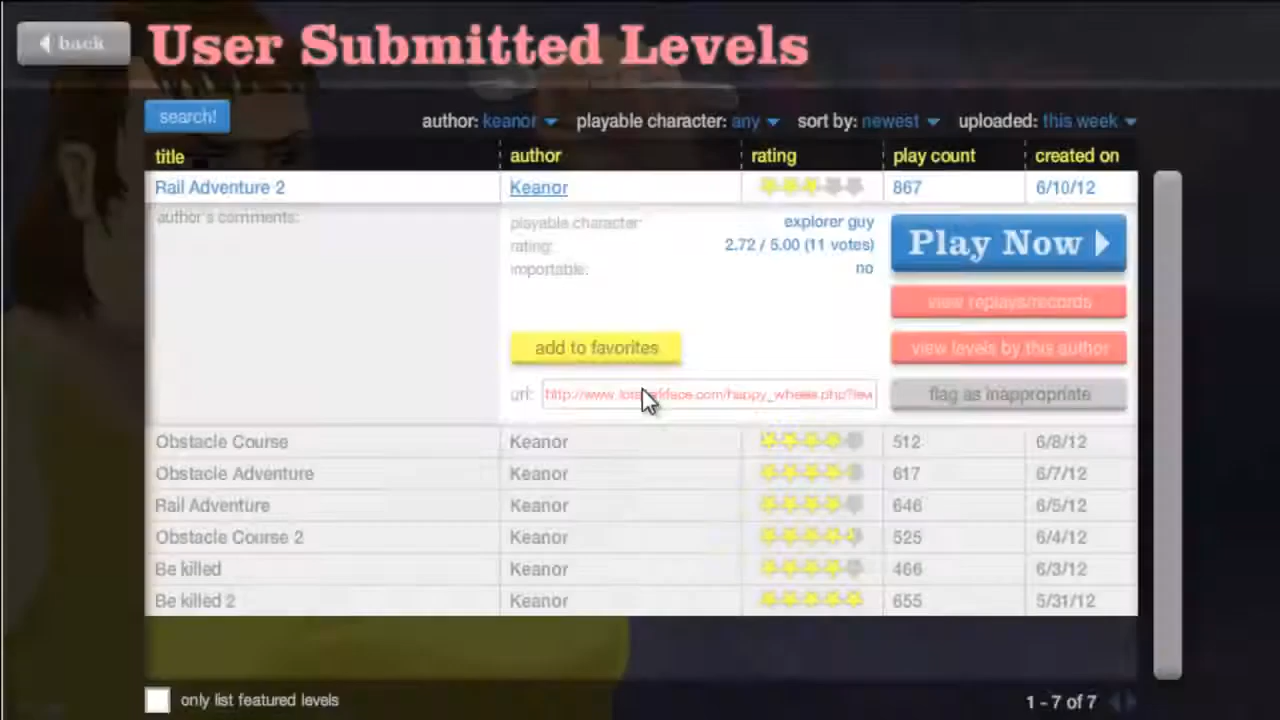 back
User Submitted Levels
search!
author: keanor playable character: any sort by: newest uploaded: this week
title author rating play count created on
Rail Adventure 2 Keanor 867 6/10/12
author's comments:
playable character: explorer guy
rating: 2.72 / 5.00 (11 votes)
importable: no
Play Now
view replays/records
add to favorites
view levels by this author
url: http://www.
flag as inappropriate
Obstacle Course Keanor 512 6/8/12
Obstacle Adventure Keanor 617 6/7/12
Rail Adventure Keanor 646 6/5/12
Obstacle Course 2 Keanor 525 6/4/12
Be killed Keanor 466 6/3/12
Be killed 2 Keanor 655 5/31/12
only list featured levels
1 - 7 of 7